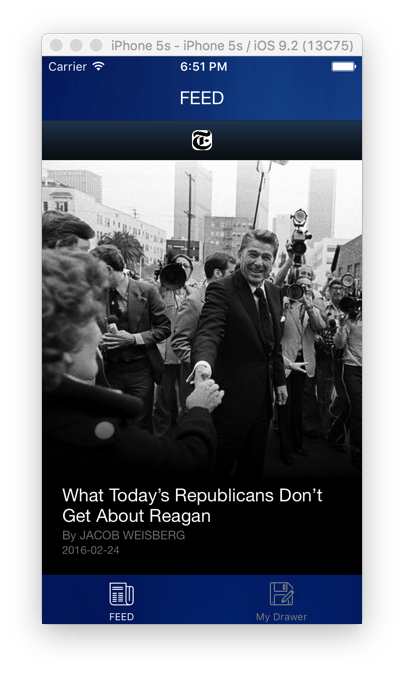 iPhone 5s - iPhone 5s / iOS 9.2 (13C75)
Carrier 6:51 PM
FEED
T
What Today’s Republicans Don’t
Get About Reagan
By JACOB WEISBERG
2016-02-24
FEED My Drawer